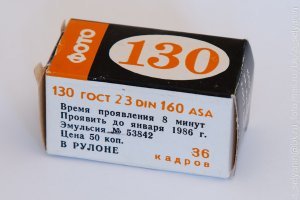 ФОТО
130
130 ГОСТ 23 DIN 160 ASA
Время проявления 8 минут
Проявить до января 1986 г.
Эмульсия № 53842
Цена 50 коп.
В РУЛОНЕ
36
кадров